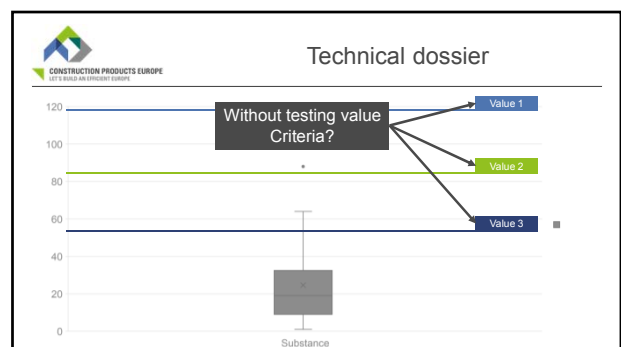 CONSTRUCTION PRODUCTS EUROPE
LET'S BUILD AN EFFICIENT EUROPE
Technical dossier
120
100
80
60
40
20
0
Without testing value
Criteria?
Value 1
Value 2
Value 3
Substance